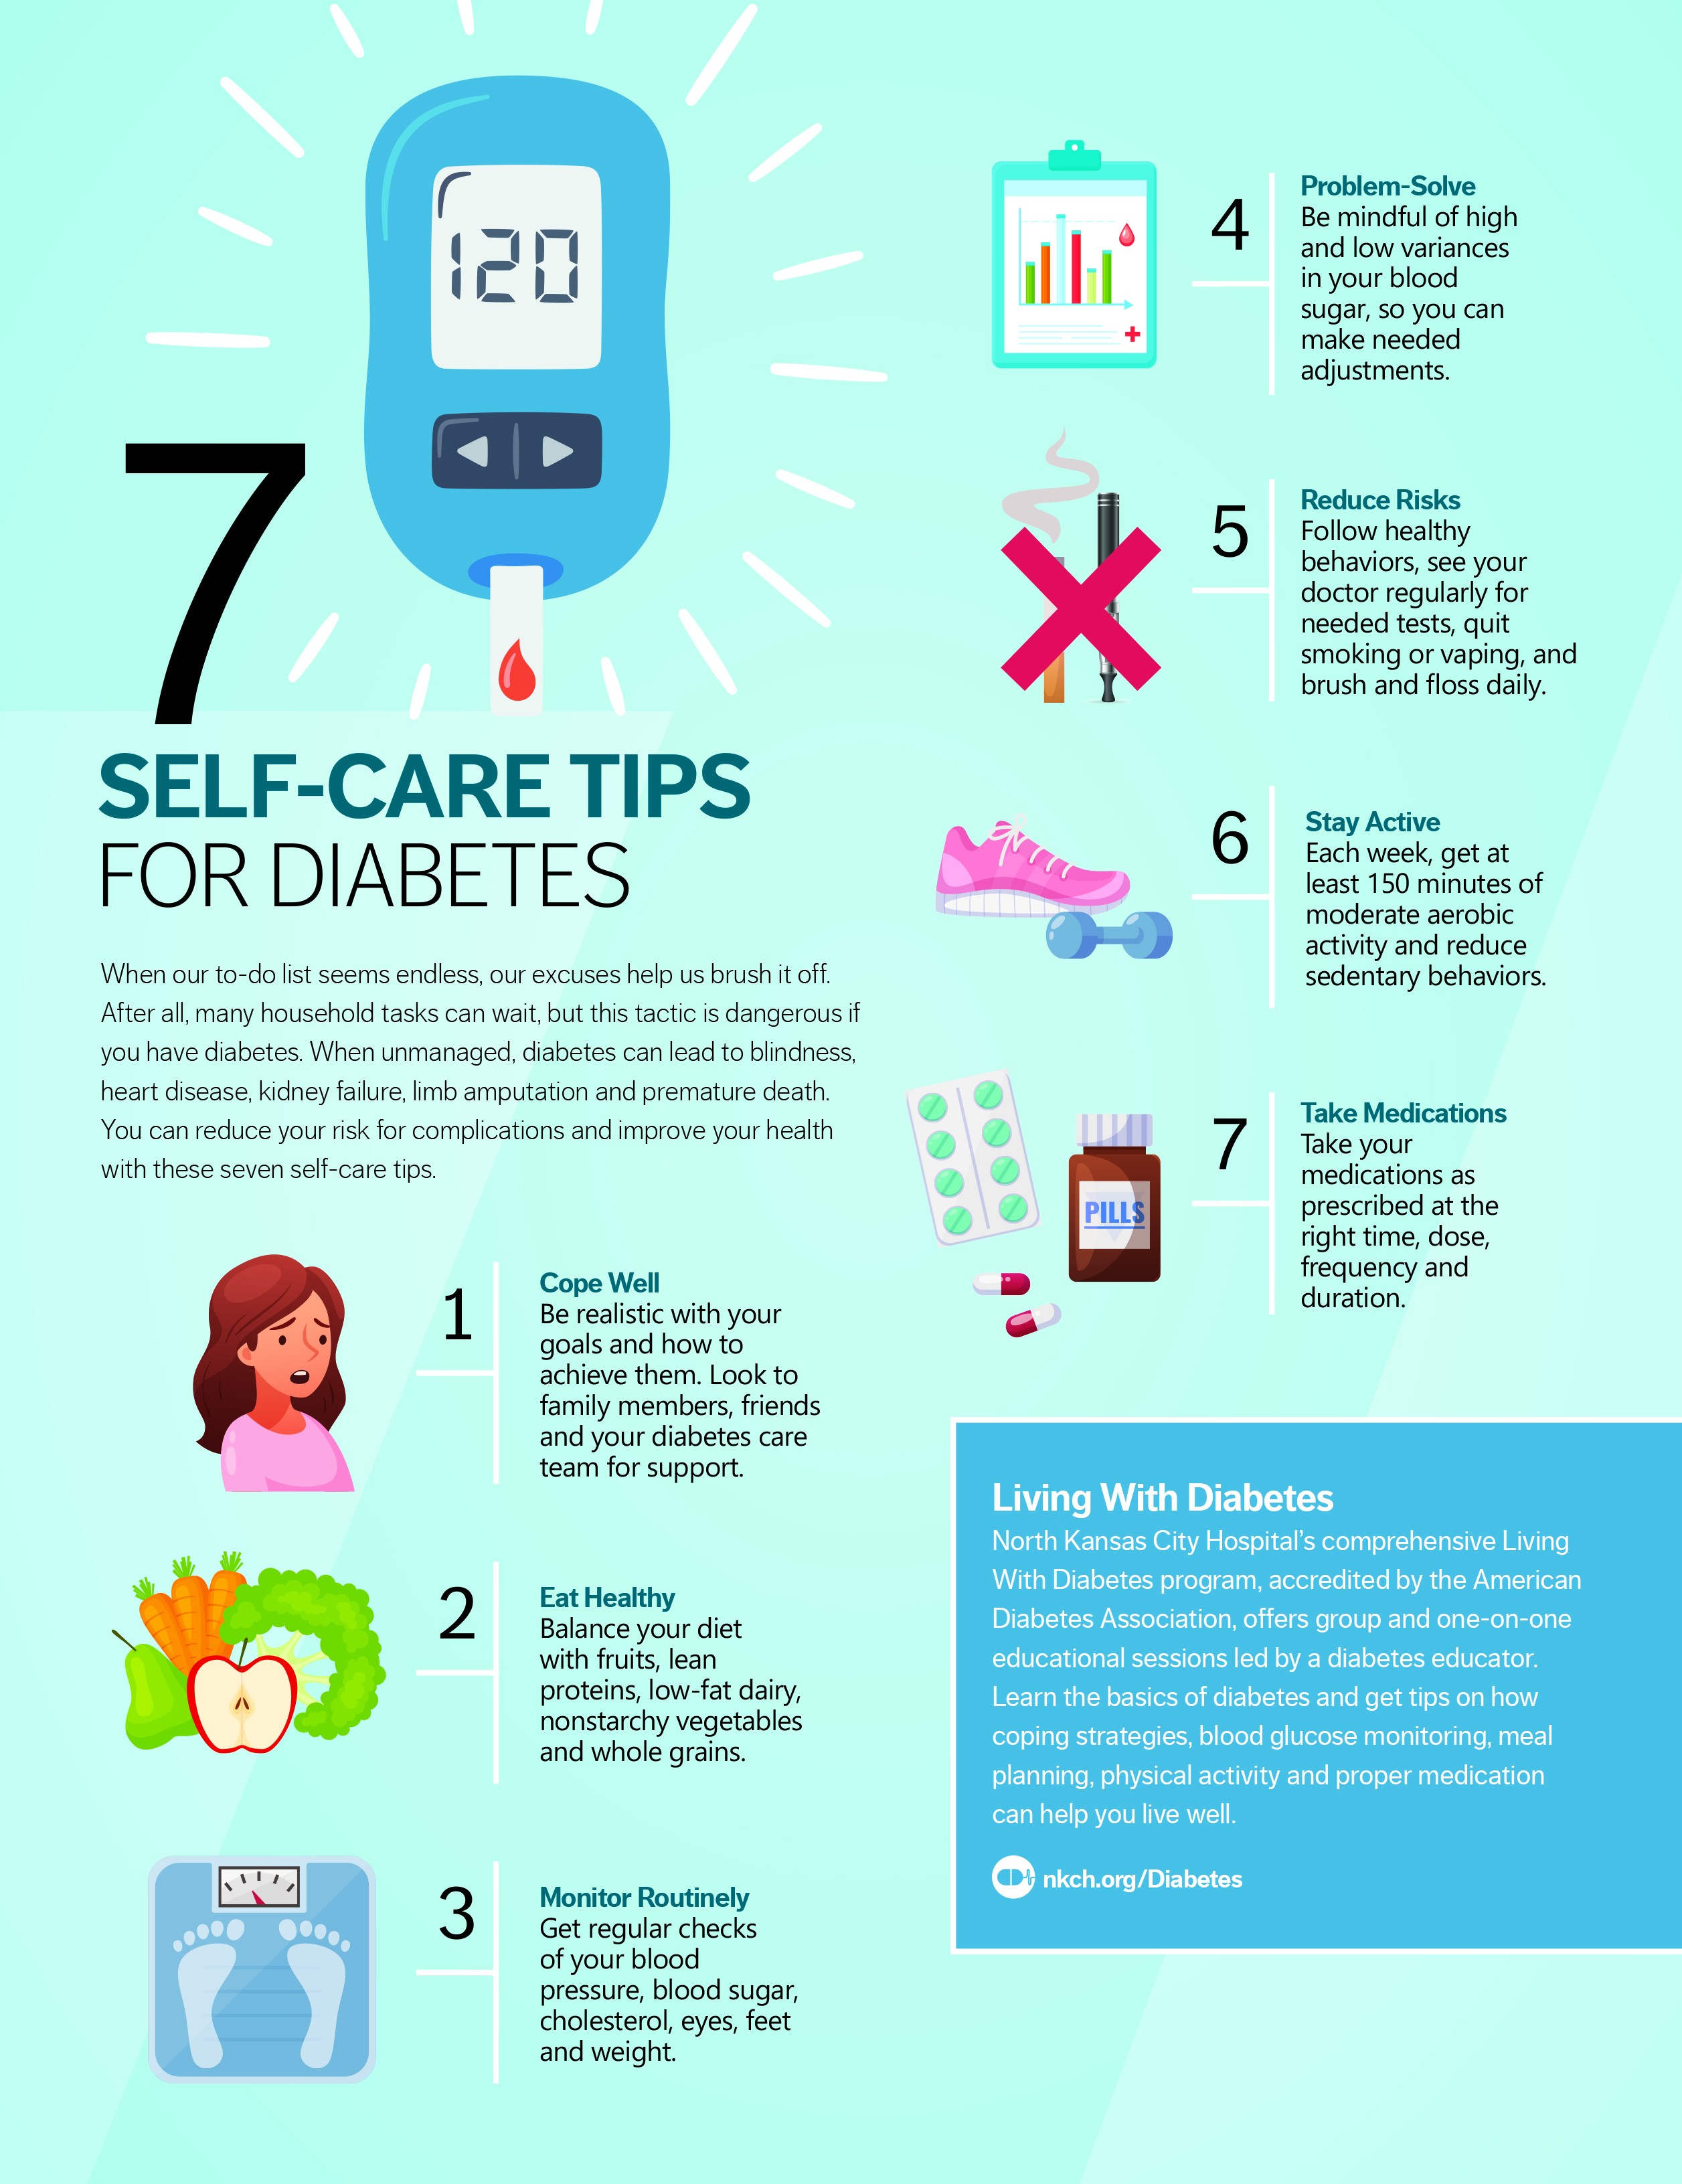 120
7
SELF-CARE TIPS
FOR DIABETES
When our to-do list seems endless, our excuses help us brush it off.
After all, many household tasks can wait, but this tactic is dangerous if
you have diabetes. When unmanaged, diabetes can lead to blindness,
heart disease, kidney failure, limb amputation and premature death.
You can reduce your risk for complications and improve your health
with these seven self-care tips.
1
Cope Well
Be realistic with your
goals and how to
achieve them. Look to
family members, friends
and your diabetes care
team for support.
2
Eat Healthy
Balance your diet
with fruits, lean
proteins, low-fat dairy,
nonstarchy vegetables
and whole grains.
3
Monitor Routinely
Get regular checks
of your blood
pressure, blood sugar,
cholesterol, eyes, feet
and weight.
4
Problem-Solve
Be mindful of high
and low variances
in your blood
sugar, so you can
make needed
adjustments.
5
Reduce Risks
Follow healthy
behaviors, see your
doctor regularly for
needed tests, quit
smoking or vaping, and
brush and floss daily.
6
Stay Active
Each week, get at
least 150 minutes of
moderate aerobic
activity and reduce
sedentary behaviors.
PILLS
7
Take Medications
Take your
medications as
prescribed at the
right time, dose,
frequency and
duration.
Living With Diabetes
North Kansas City Hospital's comprehensive Living
With Diabetes program, accredited by the American
Diabetes Association, offers group and one-on-one
educational sessions led by a diabetes educator.
Learn the basics of diabetes and get tips on how
coping strategies, blood glucose monitoring, meal
planning, physical activity and proper medication
can help you live well.
nkch.org/Diabetes